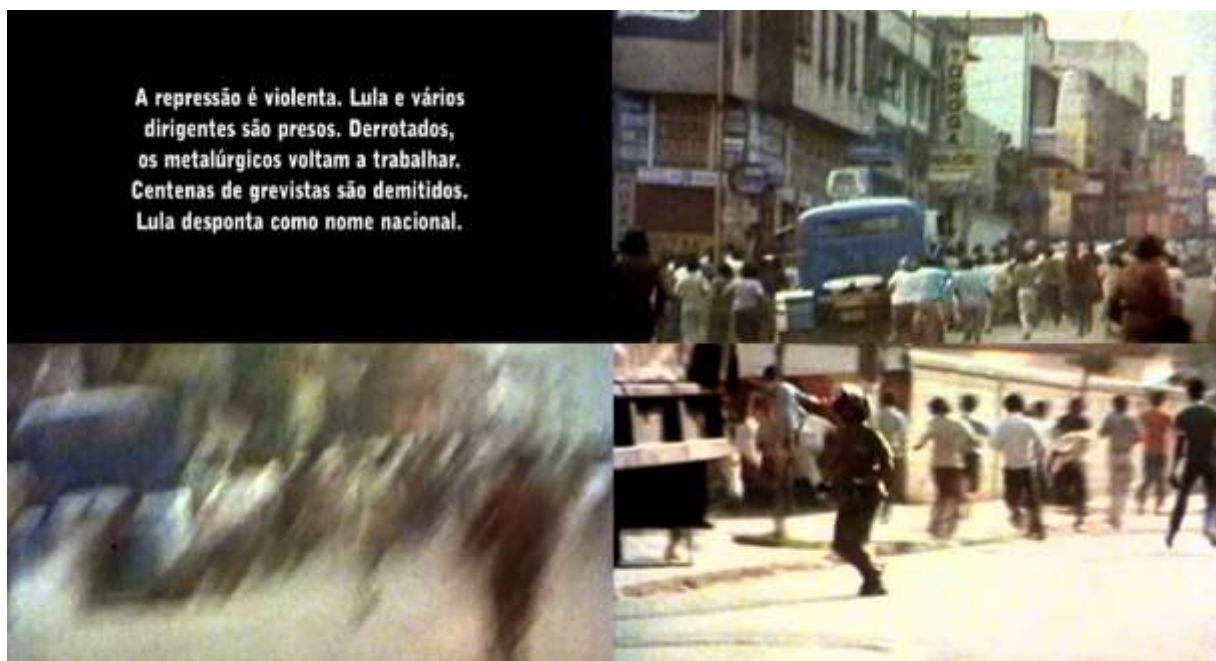 A repressão é violenta. Lula e vários
dirigentes são presos. Derrotados,
os metalúrgicos voltam a trabalhar.
Centenas de grevistas são demitidos.
Lula desponta como nome nacional.